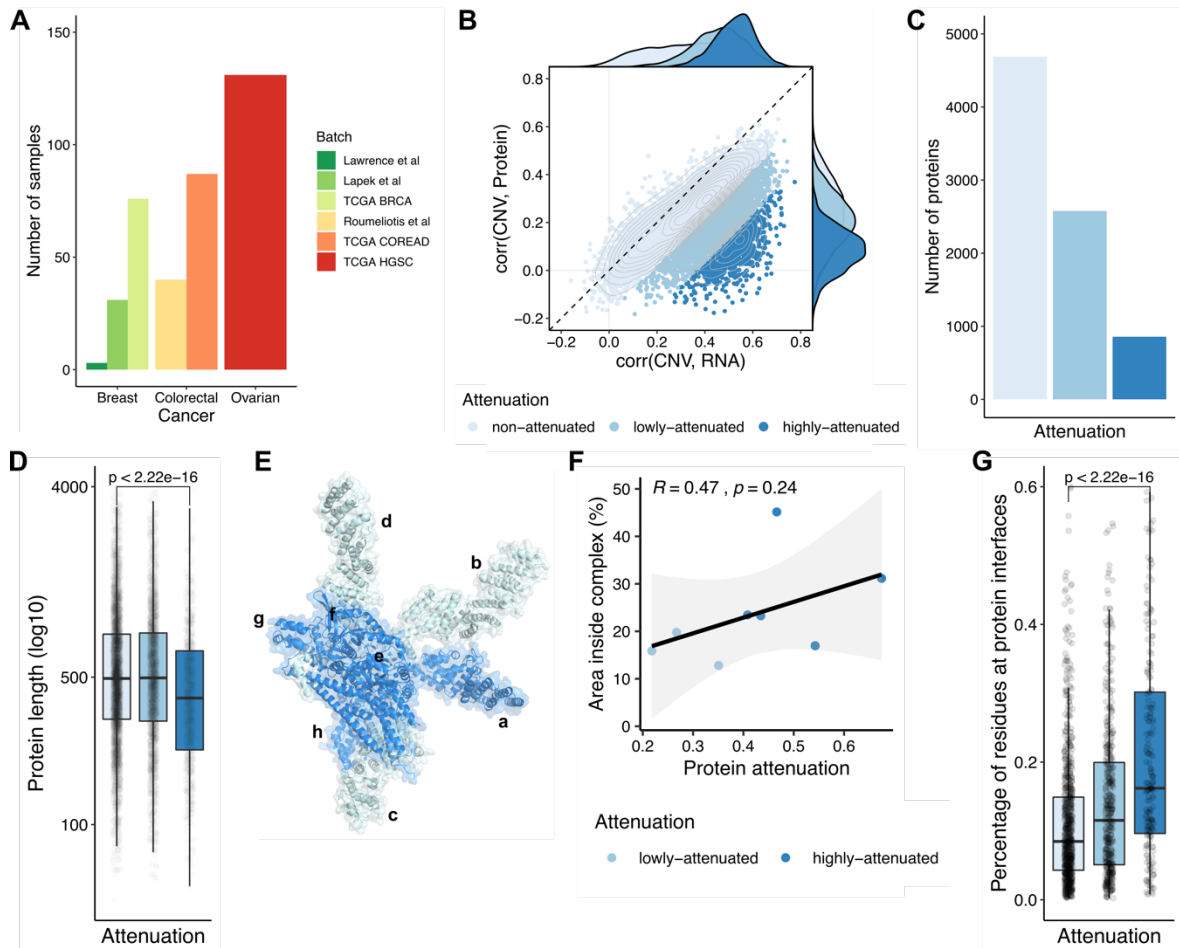 A
150
100
50
0
Number of samples
Breast
Colorectal
Ovarian
Cancer
Batch
Lawrence et al
Lapek et al
TCGA BRCA
Roumeliotis et al
TCGA COREAD
TCGA HGSC
B
0.8
0.6
0.4
0.2
0.0
−0.2
corr(CNV, Protein)
−0.2
0.0
0.2
0.4
0.6
0.8
corr(CNV, RNA)
Attenuation
non-attenuated
lowly-attenuated
highly-attenuated
C
5000
4000
3000
2000
1000
0
Number of proteins
Attenuation
D
p < 2.22e-16
4000
500
100
Protein length (log10)
Attenuation
E
d
b
f
g
e
a
h
c
F
R = 0.47 , p = 0.24
50
40
30
20
10
0
Area inside complex (%)
0.2
0.3
0.4
0.5
0.6
0.7
Protein attenuation
Attenuation
lowly-attenuated
highly-attenuated
G
p < 2.22e-16
0.6
0.4
0.2
0.0
Percentage of residues at protein interfaces
Attenuation